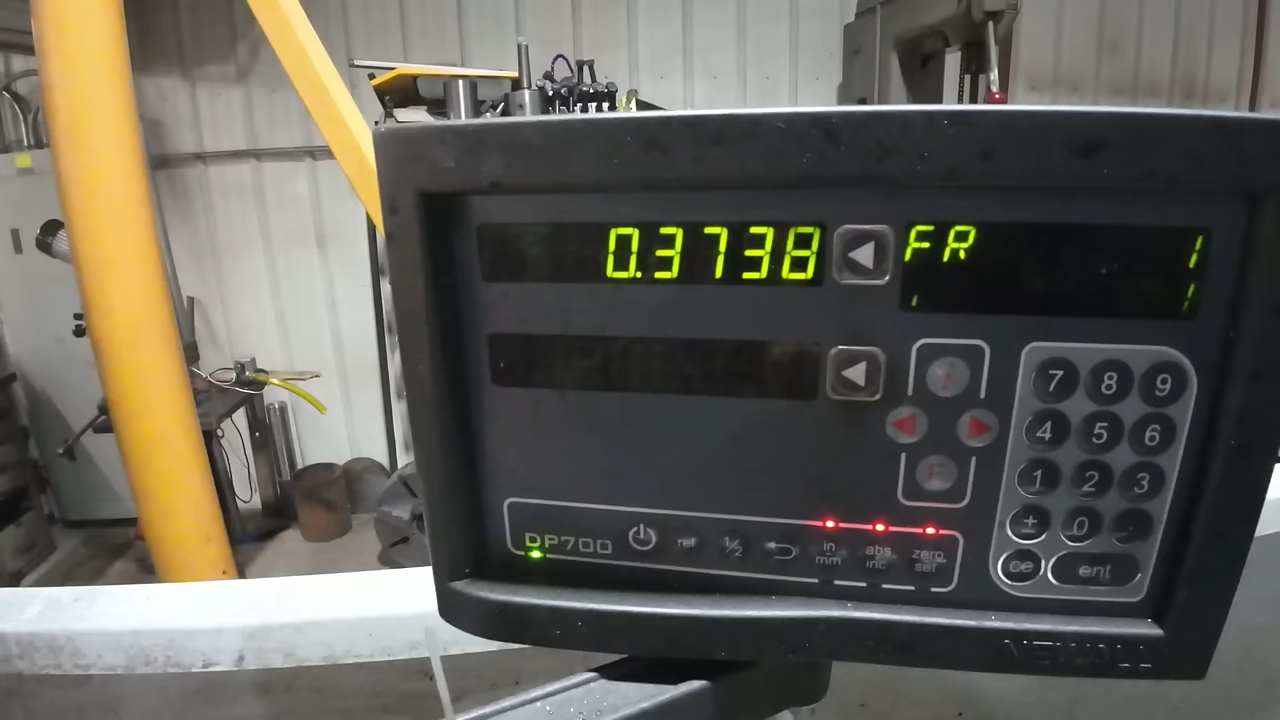 0.3738
FR 1
1
7 8 9
4 5 6
1 2 3
± 0 .
ce ent
DP700 ref ½ in mm abs inc zero set
NEWALL